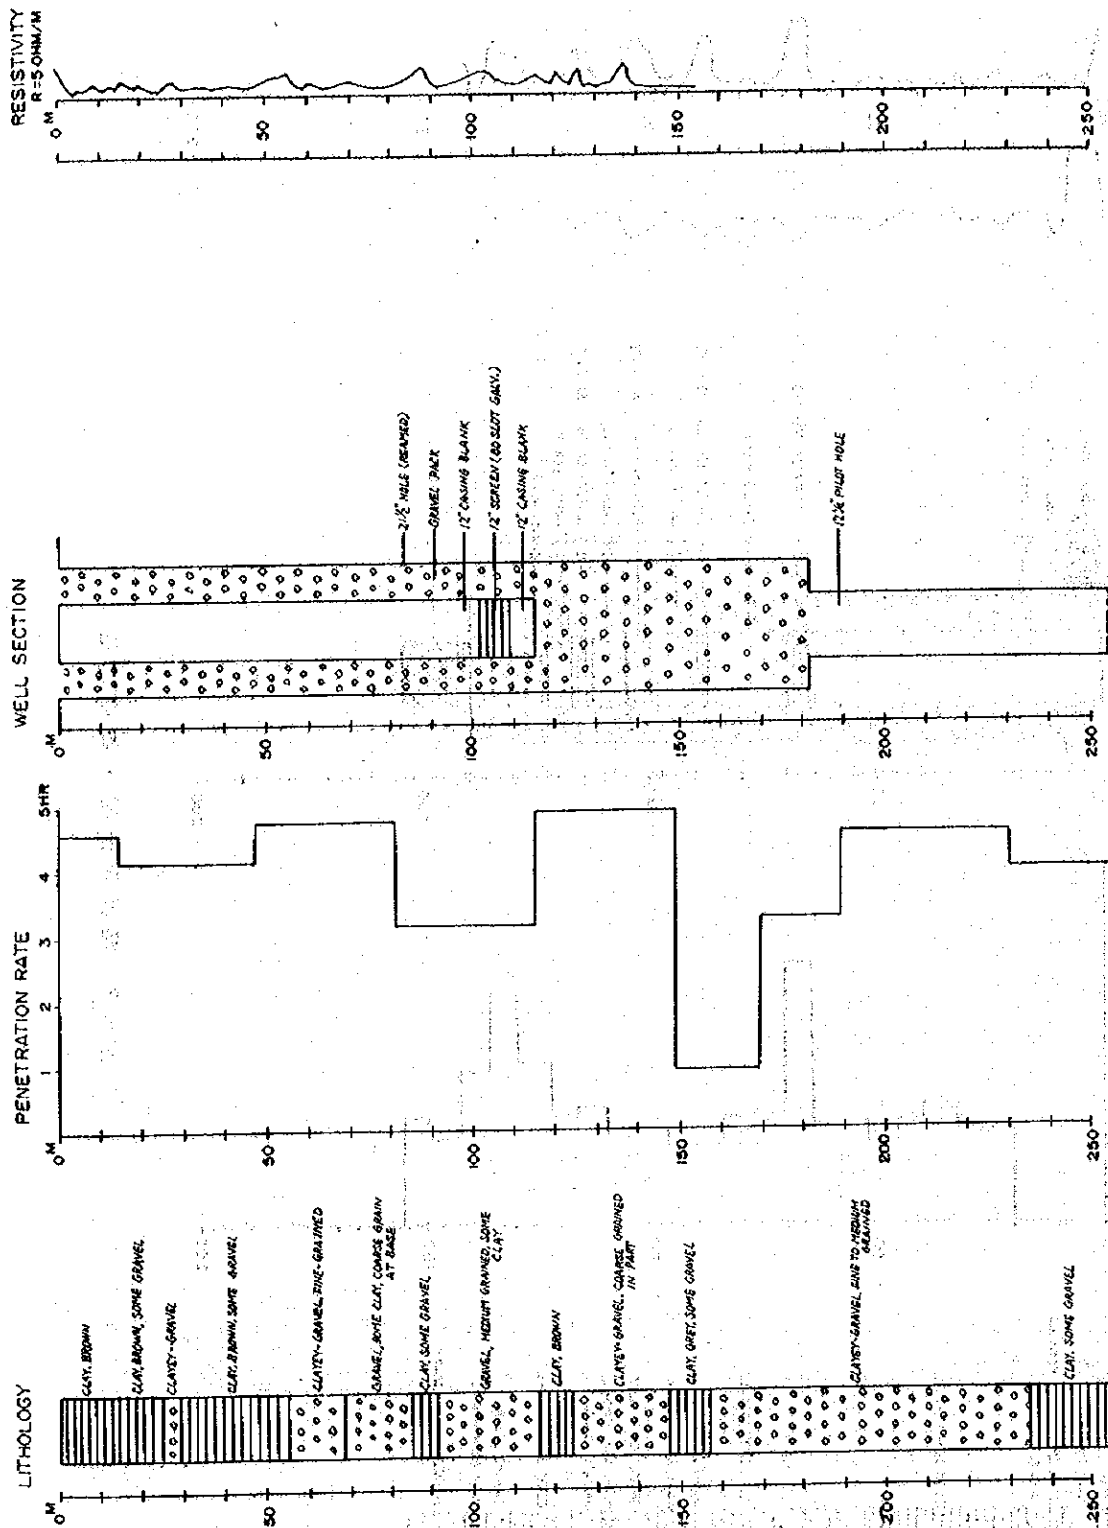 LITHOLOGY
0 M
50
100
150
200
250
CLAY, BROWN
CLAY, BROWN, SOME GRAVEL
CLAYEY-GRAVEL
CLAY, BROWN, SOME GRAVEL
CLAYEY-GRAVEL, FINE-GRAINED
GRAVEL, SOME CLAY, COARSE GRAIN
AT BASE
CLAY, SOME GRAVEL
GRAVEL, MEDIUM GRAINED, SOME
CLAY
CLAY, BROWN
CLAYEY-GRAVEL, COARSE GRAINED
IN PART
CLAY, GREY, SOME GRAVEL
CLAYEY-GRAVEL FINE TO MEDIUM
GRAINED
CLAY, SOME GRAVEL
PENETRATION RATE
1 2 3 4 5HR
0 M
50
100
150
200
250
WELL SECTION
0 M
50
100
150
200
250
21½" HOLE (REAMED)
GRAVEL PACK
12" CASING BLANK
12" SCREEN (80 SLOT GALV.)
12" CASING BLANK
12¼" PILOT HOLE
RESISTIVITY
R=5 OHM/M
0 M
50
100
150
200
250